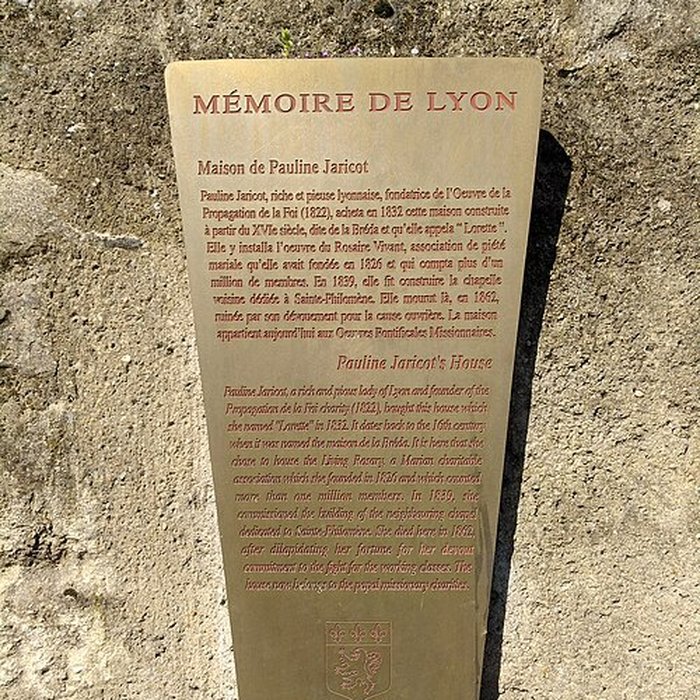 MÉMOIRE DE LYON
Maison de Pauline Jaricot
Pauline Jaricot, riche et pieuse lyonnaise, fondatrice de l'Oeuvre de la
Propagation de la Foi (1822), acheta en 1832 cette maison construite
à partir du XVIe siècle, dite de la Bréda et qu'elle appela " Lorette ".
Elle y installa l'oeuvre du Rosaire Vivant, association de piété
mariale qu'elle avait fondée en 1826 et qui compta plus d'un
million de membres. En 1839, elle fit construire la chapelle
voisine dédiée à Sainte-Philomène. Elle mourut là, en 1862,
ruinée par son dévouement pour la cause ouvrière. La maison
appartient aujourd'hui aux Oeuvres Pontificales Missionnaires.
Pauline Jaricot's House
Pauline Jaricot, a rich and pious lady of Lyon and founder of the
Propagation de la Foi charity (1822), bought this house which
she named "Lorette" in 1832. It dates back to the 16th century
when it was named the maison de la Bréda. It is here that she
chose to house the Living Rosary, a Marian charitable
association which she founded in 1826 and which counted
more than one million members. In 1839, she
commissioned the building of the neighbouring chapel
dedicated to Sainte-Philomène. She died here in 1862,
after dilapidating her fortune for her devout
commitment to the fight for the working classes. The
house now belongs to the papal missionary charities.